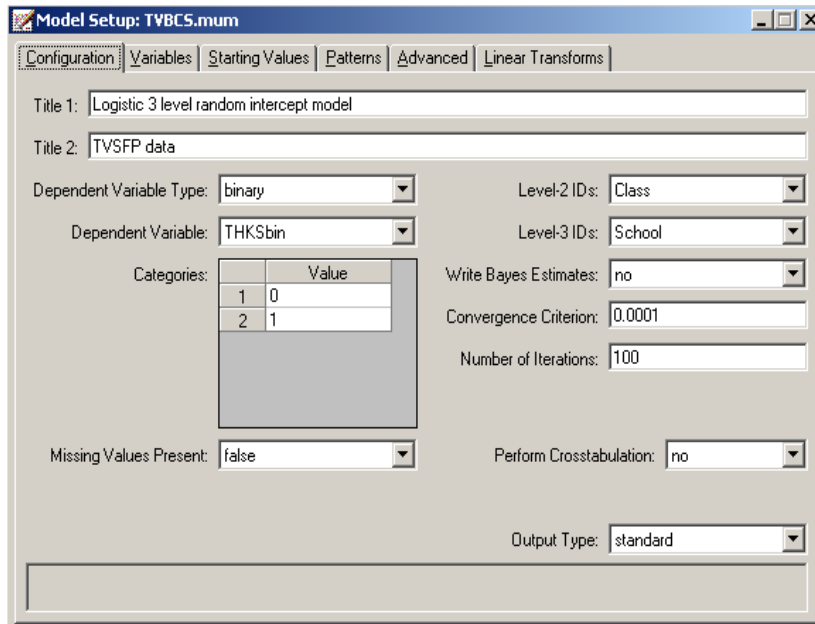 Model Setup: TVBCS.mum
Configuration Variables Starting Values Patterns Advanced Linear Transforms
Title 1: Logistic 3 level random intercept model
Title 2: TVSFP data
Dependent Variable Type: binary
Level-2 IDs: Class
Dependent Variable: THKSbin
Level-3 IDs: School
Categories:
Value
1 0
2 1
Write Bayes Estimates: no
Convergence Criterion: 0.0001
Number of Iterations: 100
Missing Values Present: false
Perform Crosstabulation: no
Output Type: standard